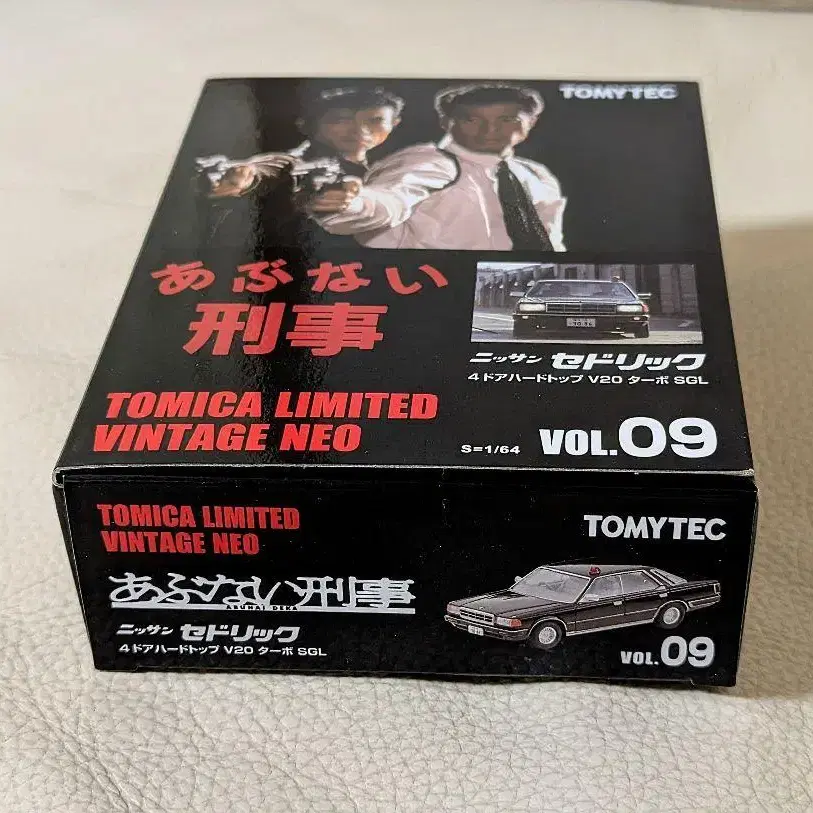 TOMYTEC
あぶない
刑事
ニッサン セドリック
4ドアハードトップ V20 ターボ SGL
TOMICA LIMITED
VINTAGE NEO
S=1/64
VOL.09
TOMICA LIMITED
VINTAGE NEO
TOMYTEC
あぶない刑事
ABUNAI DEKA
ニッサン セドリック
4ドアハードトップ V20 ターボ SGL
VOL.09